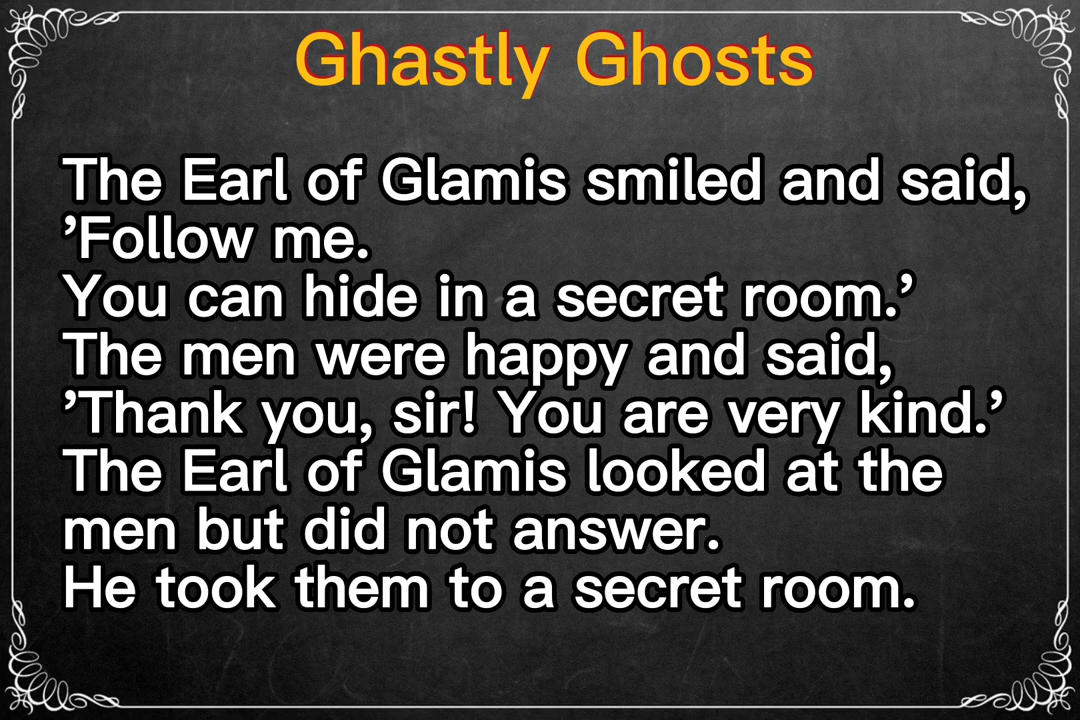 Ghastly Ghosts
The Earl of Glamis smiled and said,
’Follow me.
You can hide in a secret room.’
The men were happy and said,
’Thank you, sir! You are very kind.’
The Earl of Glamis looked at the
men but did not answer.
He took them to a secret room.